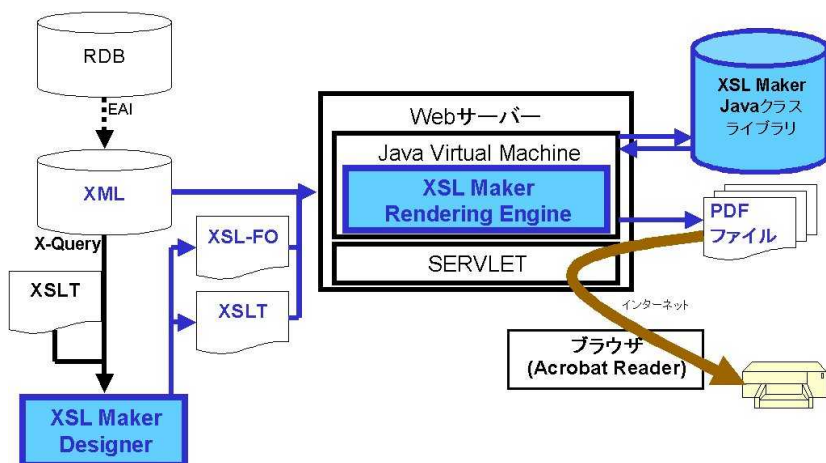 RDB
EAI
XML
X-Query
XSLT
XSL Maker
Designer
XSL-FO
XSLT
Webサーバー
Java Virtual Machine
XSL Maker
Rendering Engine
SERVLET
XSL Maker
Javaクラス
ライブラリ
PDF
ファイル
インターネット
ブラウザ
(Acrobat Reader)